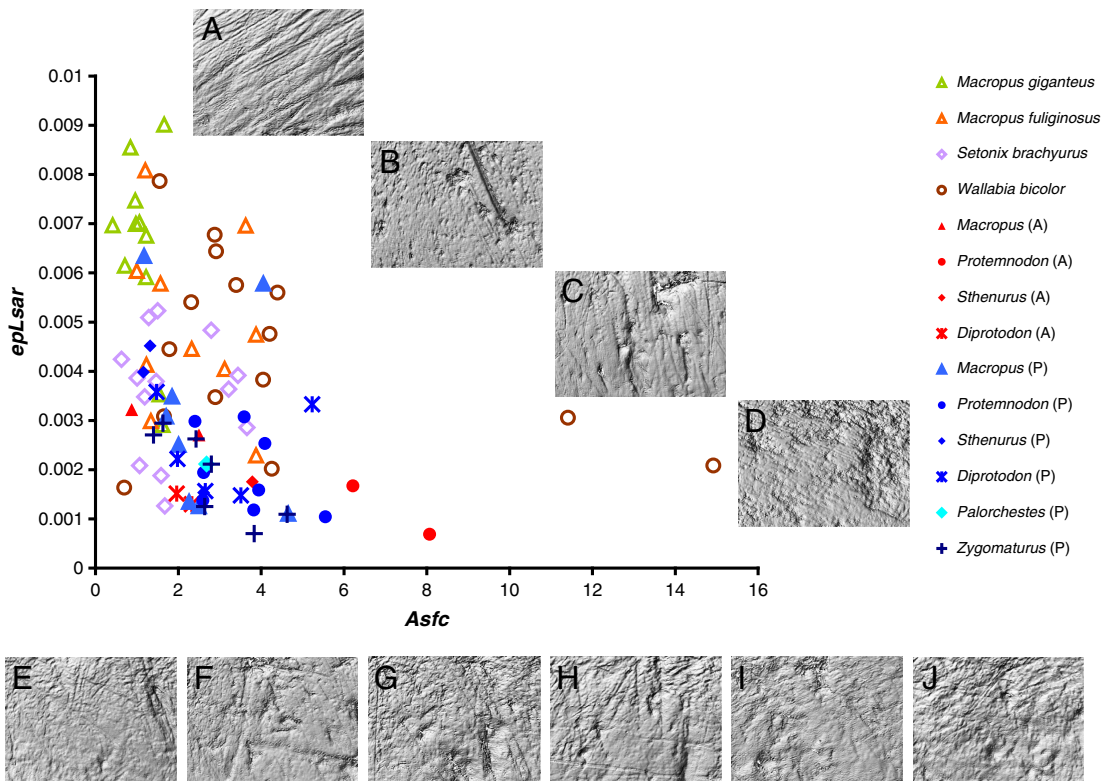 A
B
C
D
0.01
0.009
0.008
0.007
0.006
0.005
0.004
0.003
0.002
0.001
0
epLsar
0 2 4 6 8 10 12 14 16
Asfc
Macropus giganteus
Macropus fuliginosus
Setonix brachyurus
Wallabia bicolor
Macropus (A)
Protemnodon (A)
Sthenurus (A)
Diprotodon (A)
Macropus (P)
Protemnodon (P)
Sthenurus (P)
Diprotodon (P)
Palorchestes (P)
Zygomaturus (P)
E F G H I J